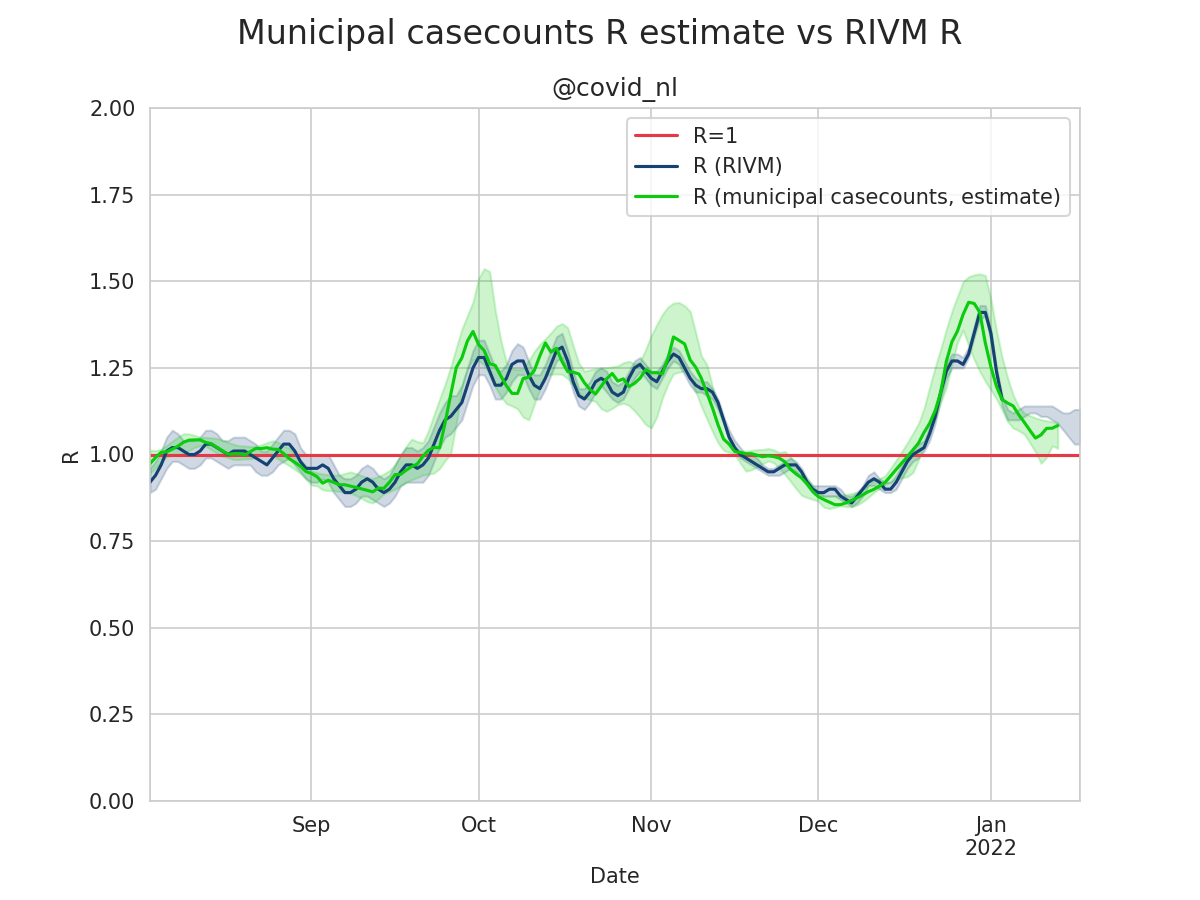 Municipal casecounts R estimate vs RIVM R
@covid_nl
2.00
1.75
1.50
1.25
1.00
0.75
0.50
0.25
0.00
R
R=1
R (RIVM)
R (municipal casecounts, estimate)
Sep
Oct
Nov
Dec
Jan
2022
Date